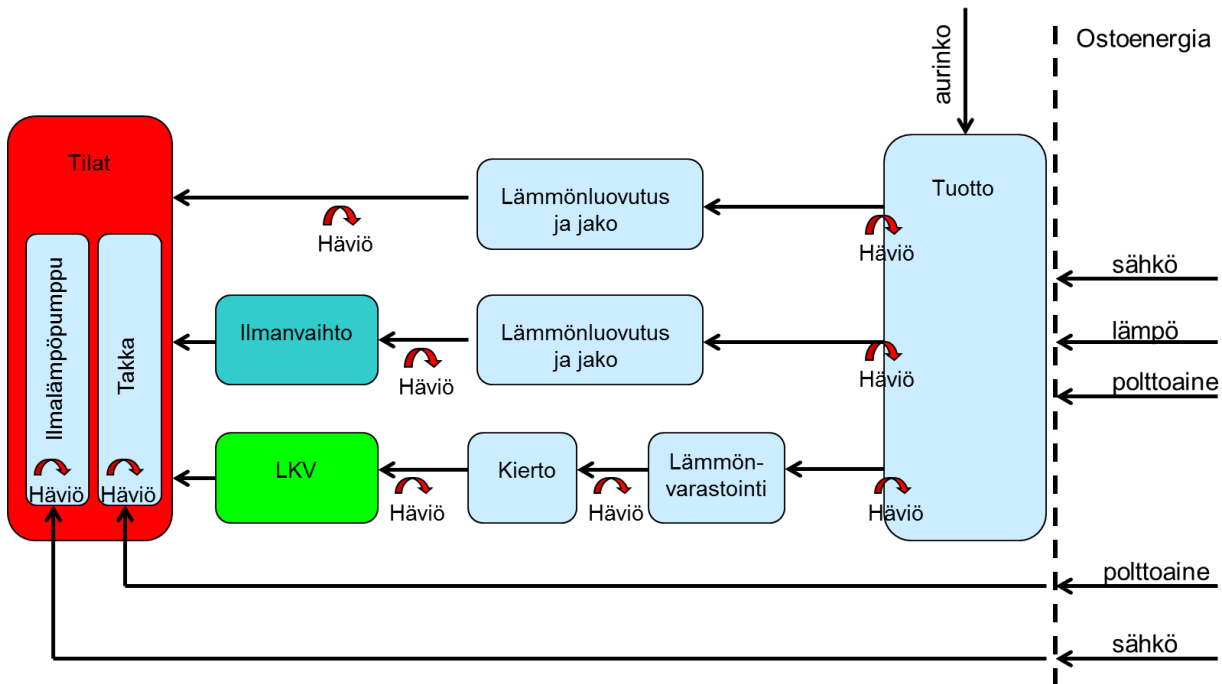 Ostoenergia
aurinko
Tilat
Lämmönluovutus
ja jako
Tuotto
Häviö
Häviö
sähkö
Ilmanvaihto
Lämmönluovutus
ja jako
lämpö
Häviö
Häviö
polttoaine
Ilmalämpöpumppu
Takka
LKV
Kierto
Lämmön-
varastointi
Häviö
Häviö
Häviö
Häviö
Häviö
polttoaine
sähkö